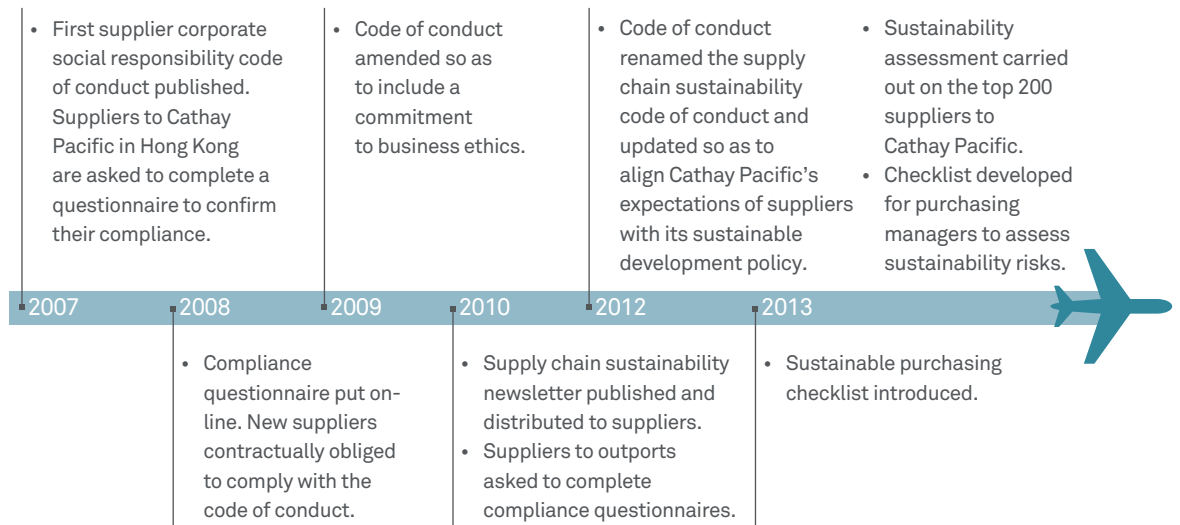 • First supplier corporate
social responsibility code
of conduct published.
Suppliers to Cathay
Pacific in Hong Kong
are asked to complete a
questionnaire to confirm
their compliance.
• Code of conduct
amended so as
to include a
commitment
to business ethics.
• Code of conduct
renamed the supply
chain sustainability
code of conduct and
updated so as to
align Cathay Pacific’s
expectations of suppliers
with its sustainable
development policy.
• Sustainability
assessment carried
out on the top 200
suppliers to
Cathay Pacific.
• Checklist developed
for purchasing
managers to assess
sustainability risks.
2007
2008
2009
2010
2012
2013
• Compliance
questionnaire put on-
line. New suppliers
contractually obliged
to comply with the
code of conduct.
• Supply chain sustainability
newsletter published and
distributed to suppliers.
• Suppliers to outports
asked to complete
compliance questionnaires.
• Sustainable purchasing
checklist introduced.